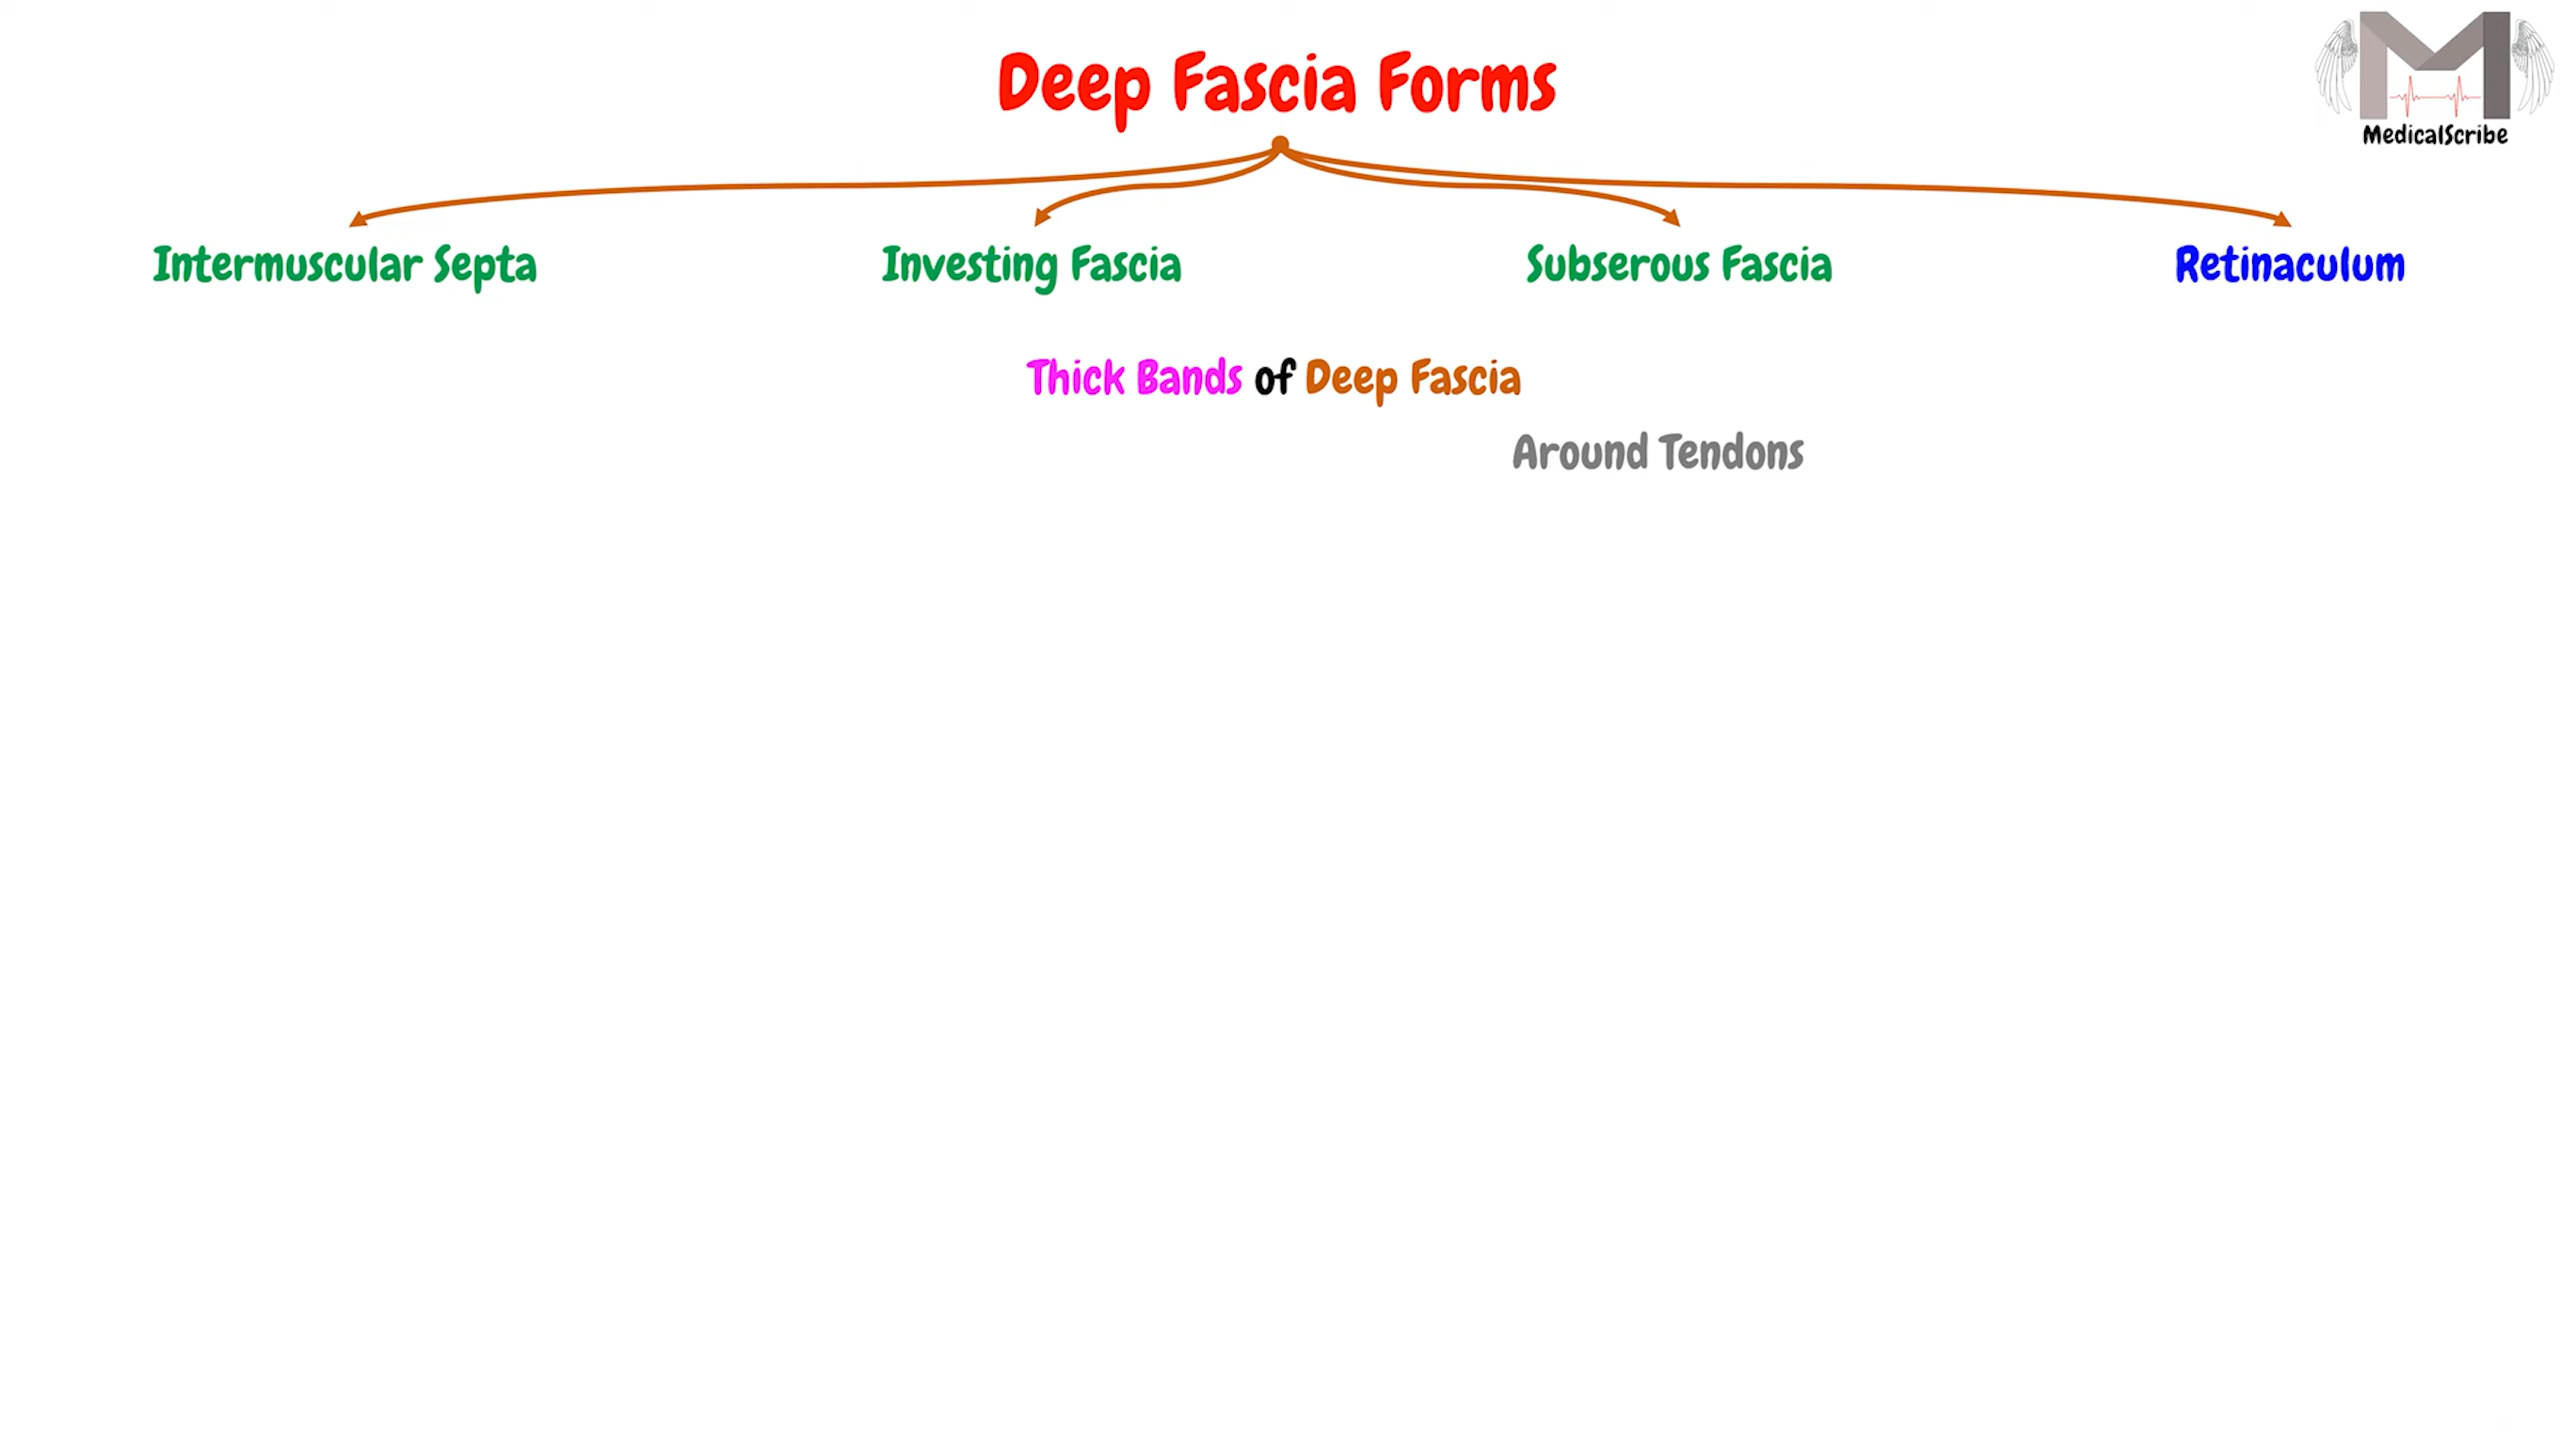 Deep Fascia Forms
MedicalScribe
Intermuscular Septa
Investing Fascia
Subserous Fascia
Retinaculum
Thick Bands of Deep Fascia
Around Tendons